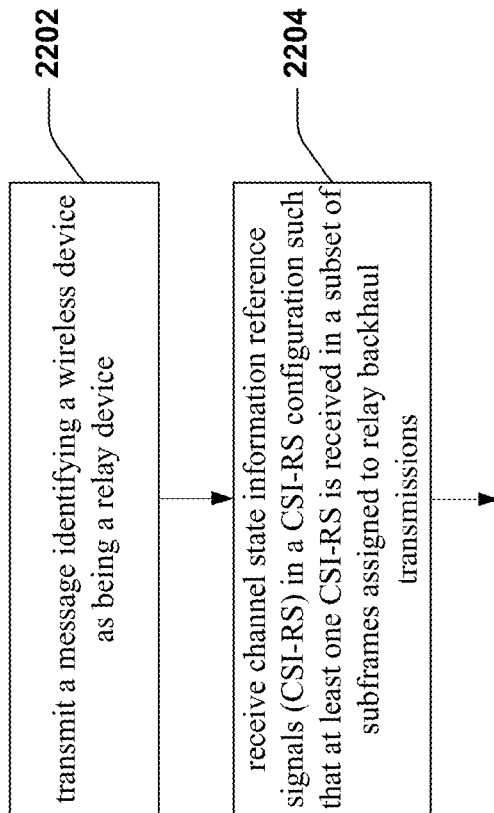 transmit a message identifying a wireless device
as being a relay device
2202
receive channel state information reference
signals (CSI-RS) in a CSI-RS configuration such
that at least one CSI-RS is received in a subset of
subframes assigned to relay backhaul
transmissions
2204